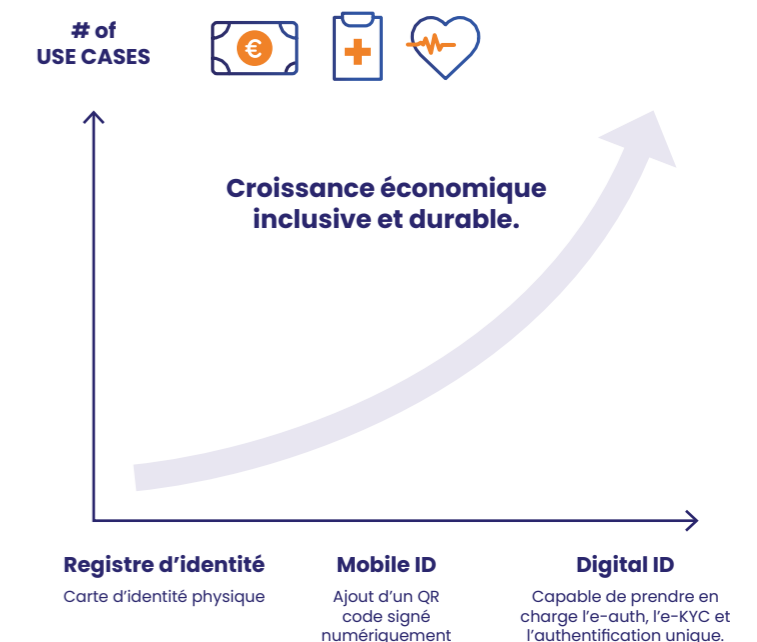 # of
USE CASES
€
Croissance économique
inclusive et durable.
Registre d’identité
Carte d’identité physique
Mobile ID
Ajout d’un QR
code signé
numériquement
Digital ID
Capable de prendre en
charge l’e-auth, l’e-KYC et
l’authentification unique.